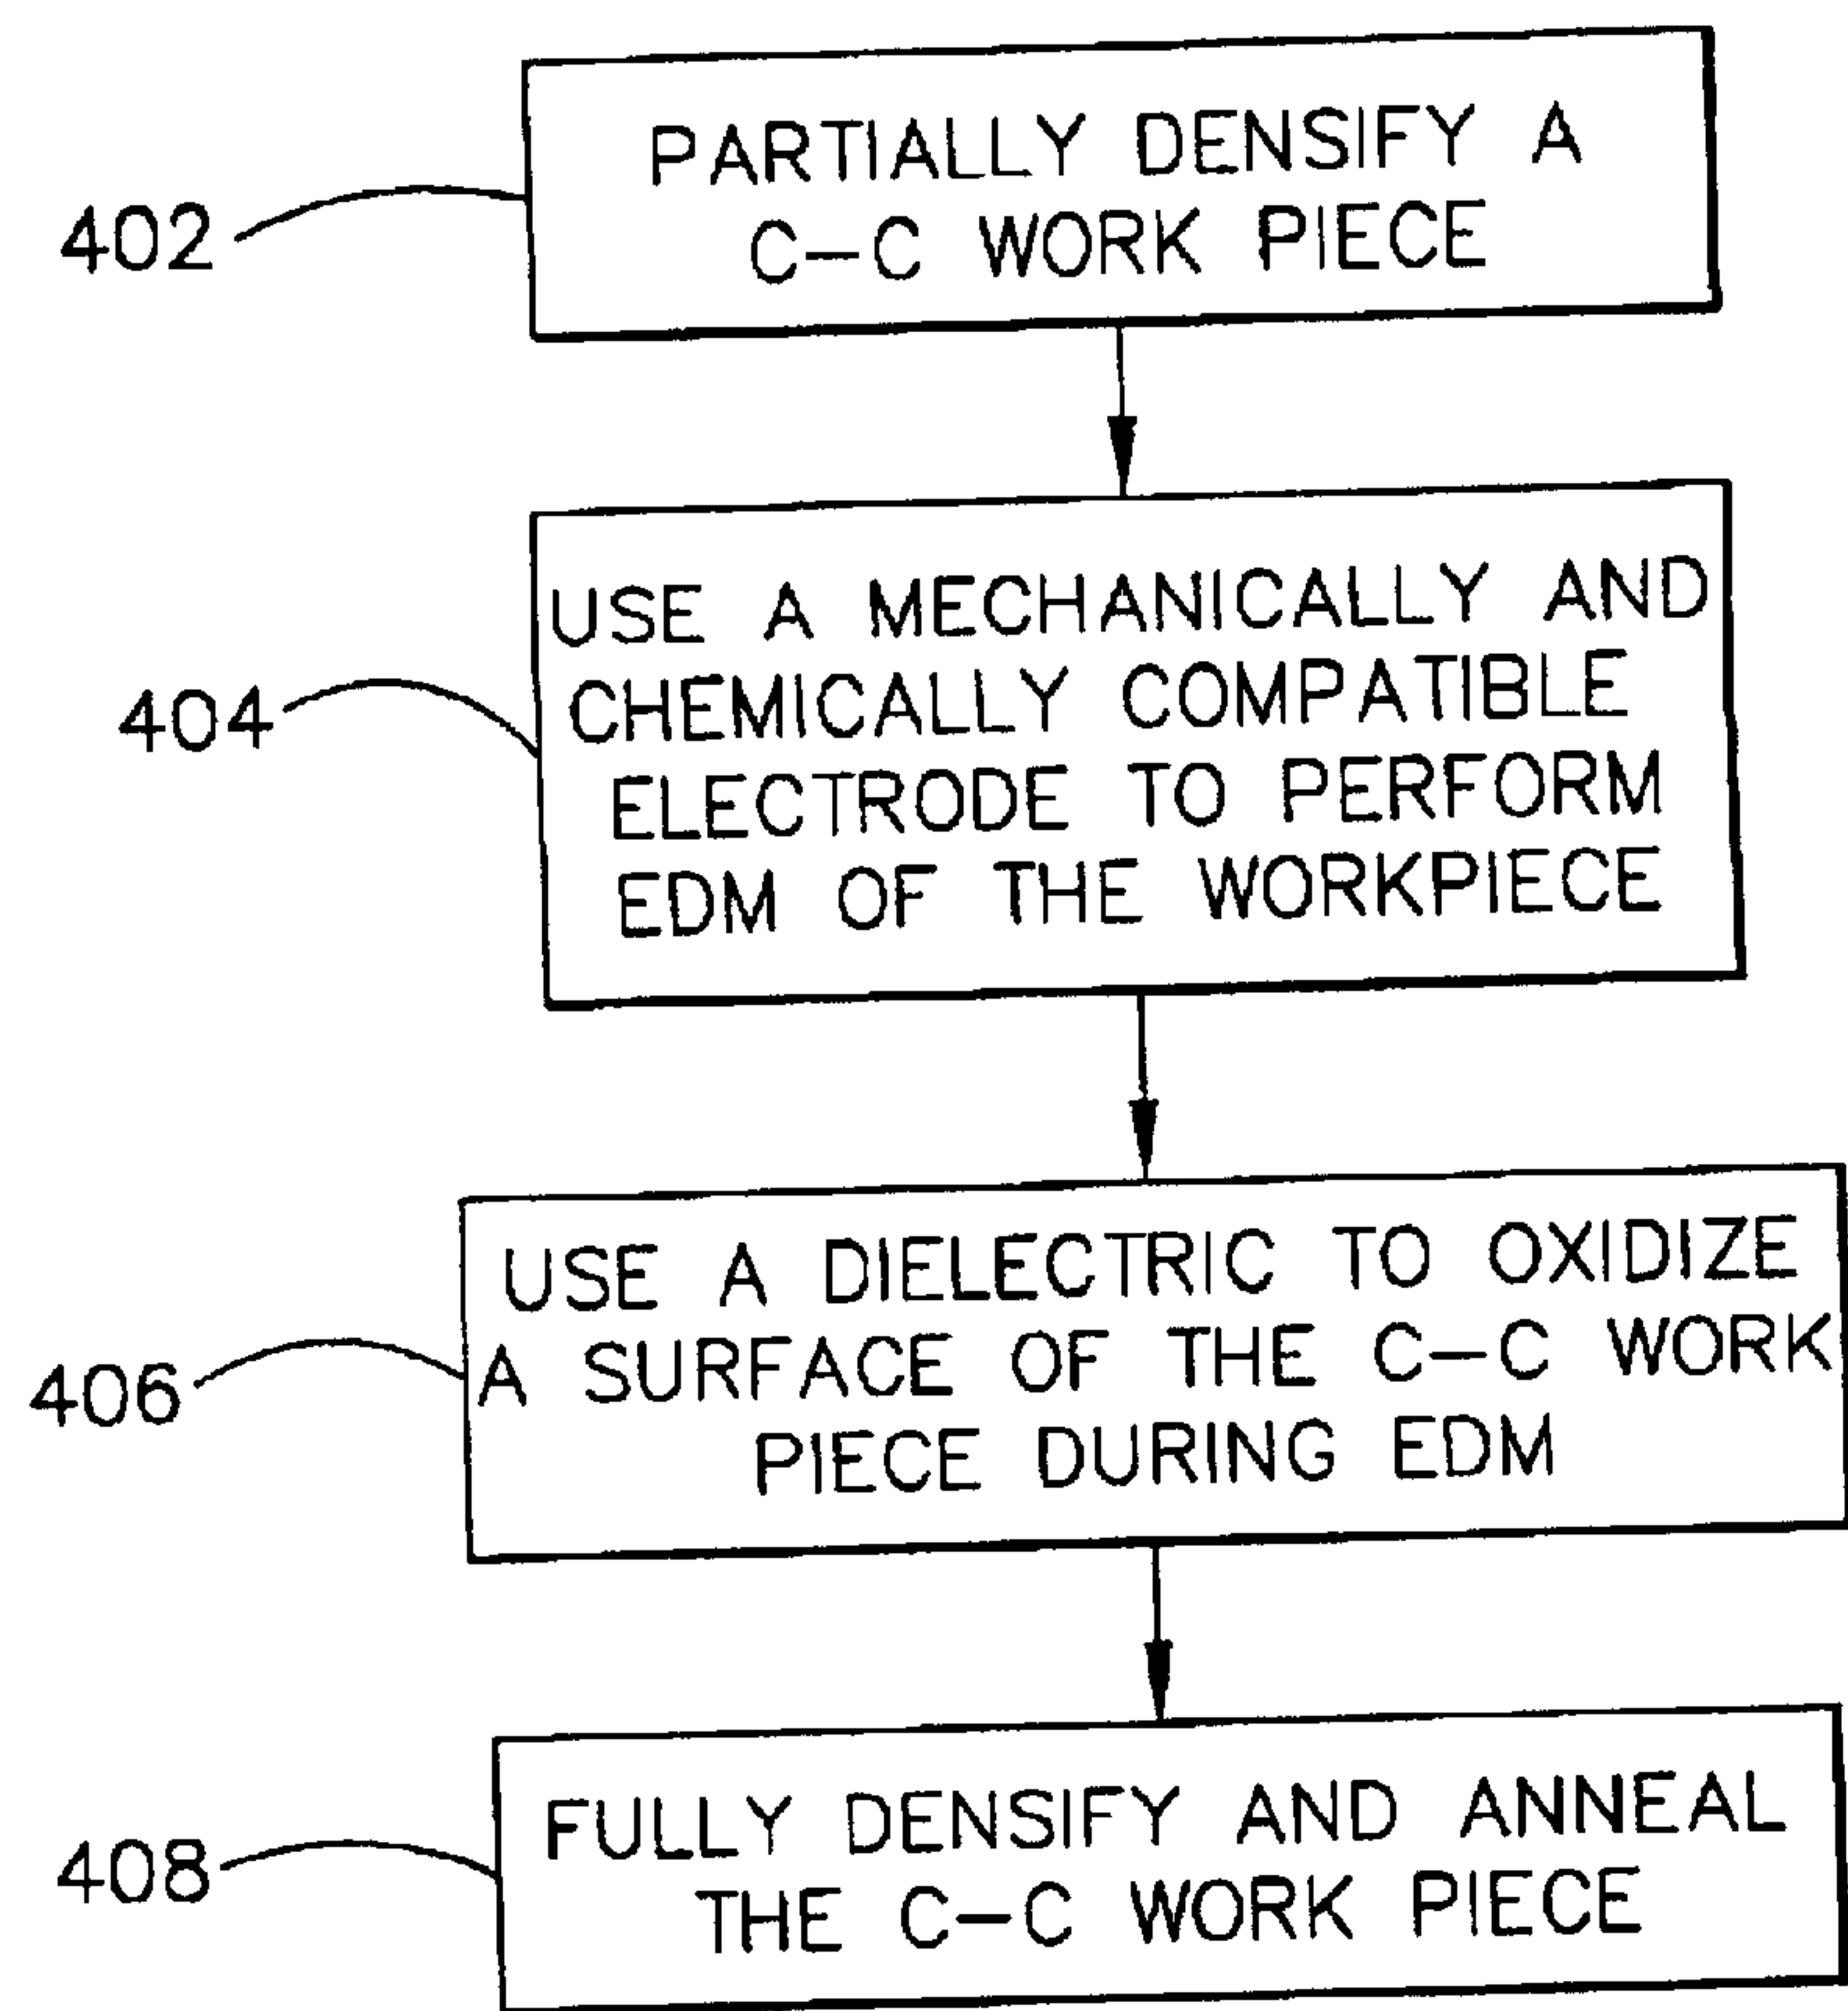 402
PARTIALLY DENSIFY A
C-C WORK PIECE
404
USE A MECHANICALLY AND
CHEMICALLY COMPATIBLE
ELECTRODE TO PERFORM
EDM OF THE WORKPIECE
406
USE A DIELECTRIC TO OXIDIZE
A SURFACE OF THE C-C WORK
PIECE DURING EDM
408
FULLY DENSIFY AND ANNEAL
THE C-C WORK PIECE